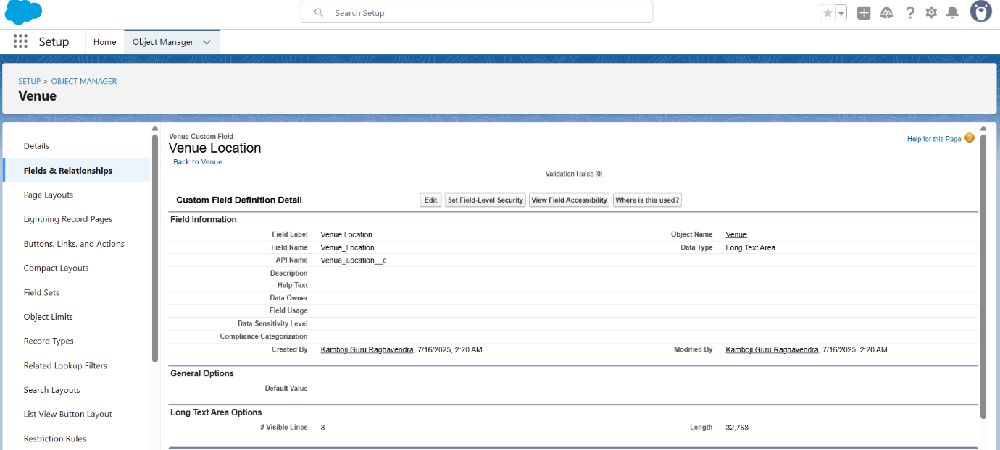 Search Setup
Setup
Home
Object Manager
SETUP > OBJECT MANAGER
Venue
Details
Fields & Relationships
Page Layouts
Lightning Record Pages
Buttons, Links, and Actions
Compact Layouts
Field Sets
Object Limits
Record Types
Related Lookup Filters
Search Layouts
List View Button Layout
Restriction Rules
Venue Custom Field
Venue Location
Back to Venue
Help for this Page ?
Validation Rules [0]
Custom Field Definition Detail
Edit
Set Field-Level Security
View Field Accessibility
Where is this used?
Field Information
Field Label Venue Location Object Name Venue
Field Name Venue_Location Data Type Long Text Area
API Name Venue_Location__c
Description
Help Text
Data Owner
Field Usage
Data Sensitivity Level
Compliance Categorization
Created By Kamboji Guru Raghavendra, 7/16/2025, 2:20 AM Modified By Kamboji Guru Raghavendra, 7/16/2025, 2:20 AM
General Options
Default Value
Long Text Area Options
# Visible Lines 3 Length 32,768